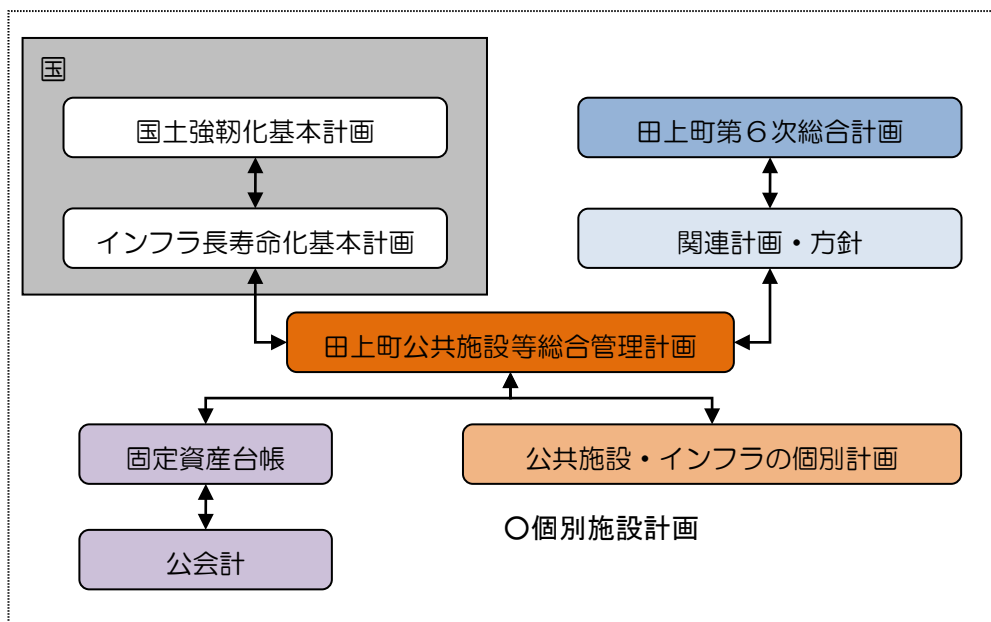 国
国土強靭化基本計画
インフラ長寿命化基本計画
田上町第６次総合計画
関連計画・方針
田上町公共施設等総合管理計画
固定資産台帳
公会計
公共施設・インフラの個別計画
〇個別施設計画